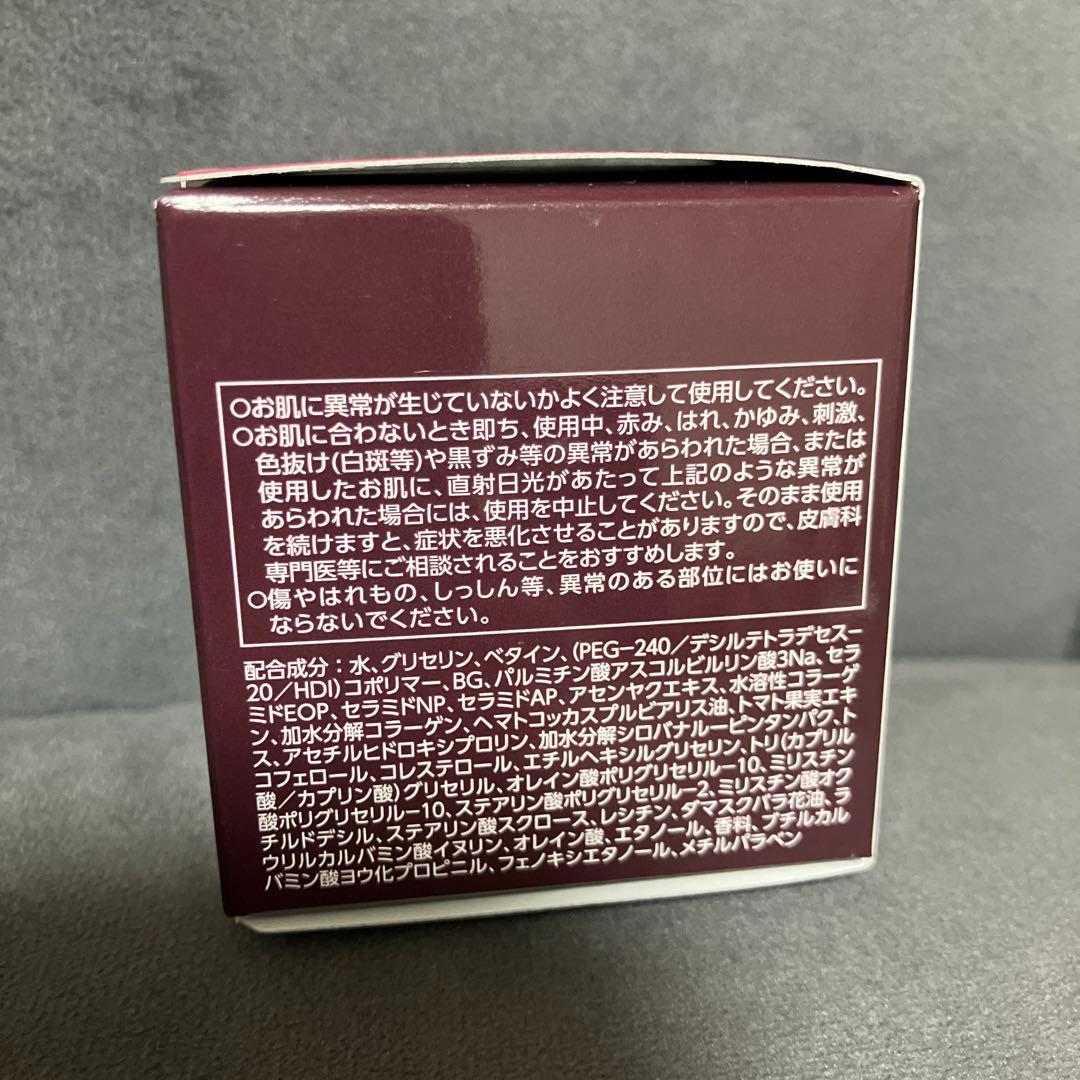 ○お肌に異常が生じていないかよく注意して使用してください。
○お肌に合わないとき即ち、使用中、赤み、はれ、かゆみ、刺激、
色抜け(白斑等)や黒ずみ等の異常があらわれた場合、または
使用したお肌に、直射日光があたって上記のような異常が
あらわれた場合には、使用を中止してください。そのまま使用
を続けますと、症状を悪化させることがありますので、皮膚科
専門医等にご相談されることをおすすめします。
○傷やはれもの、しっしん等、異常のある部位にはお使いに
ならないでください。
配合成分：水、グリセリン、ベタイン、(PEG-240／デシルテトラデセス-
20／HDI)コポリマー、BG、パルミチン酸アスコルビルリン酸3Na、セラ
ミドEOP、セラミドNP、セラミドAP、アセンヤクエキス、水溶性コラーゲ
ン、加水分解コラーゲン、ヘマトコッカスプルビアリス油、トマト果実エキ
ス、アセチルヒドロキシプロリン、加水分解シロバナルーピンタンパク、ト
コフェロール、コレステロール、エチルヘキシルグリセリン、トリ(カプリル
酸／カプリン酸)グリセリル、オレイン酸ポリグリセリル-10、ミリスチン
酸ポリグリセリル-10、ステアリン酸ポリグリセリル-2、ミリスチン酸オク
チルドデシル、ステアリン酸スクロース、レシチン、ダマスクバラ花油、ラ
ウリルカルバミン酸イヌリン、オレイン酸、エタノール、香料、ブチルカル
バミン酸ヨウ化プロピニル、フェノキシエタノール、メチルパラベン